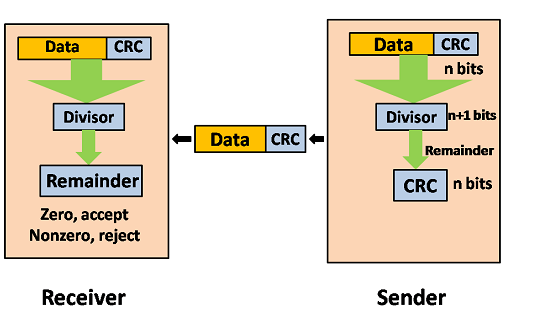 Data CRC
Divisor
Remainder
Zero, accept
Nonzero, reject
Receiver
Data CRC
Data CRC
n bits
Divisor n+1 bits
Remainder
CRC n bits
Sender